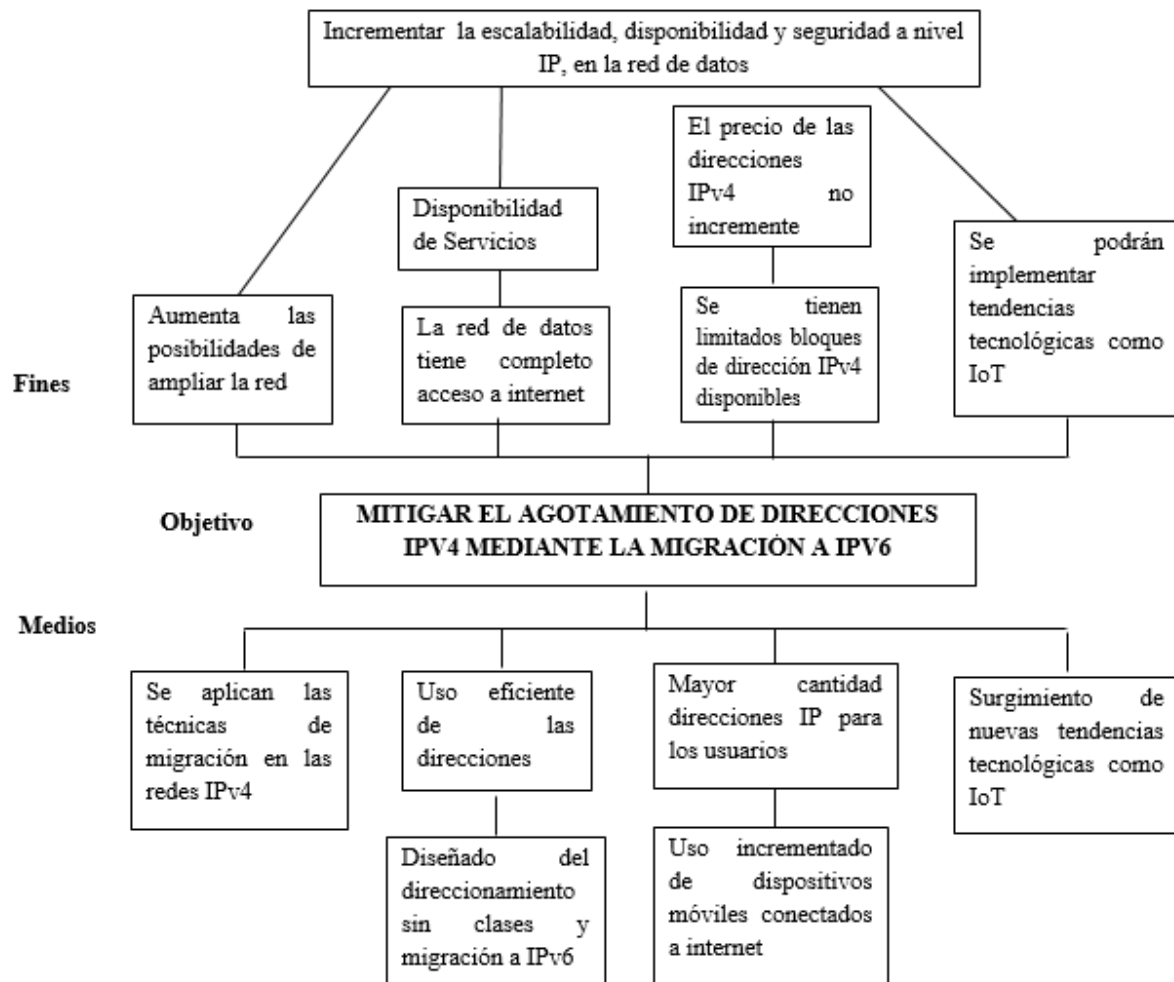 Incrementar la escalabilidad, disponibilidad y seguridad a nivel
IP, en la red de datos
El precio de las
direcciones
IPv4 no
incremente
Disponibilidad
de Servicios
Se podrán
implementar
tendencias
tecnológicas como
IoT
Aumenta las
posibilidades de
ampliar la red
La red de datos
tiene completo
acceso a internet
Se tienen
limitados bloques
de dirección IPv4
disponibles
Fines
Objetivo
MITIGAR EL AGOTAMIENTO DE DIRECCIONES
IPV4 MEDIANTE LA MIGRACIÓN A IPV6
Medios
Se aplican las
técnicas de
migración en las
redes IPv4
Uso eficiente
de las
direcciones
Mayor cantidad
direcciones IP para
los usuarios
Surgimiento de
nuevas tendencias
tecnológicas como
IoT
Diseñado del
direccionamiento
sin clases y
migración a IPv6
Uso incrementado
de dispositivos
móviles conectados
a internet